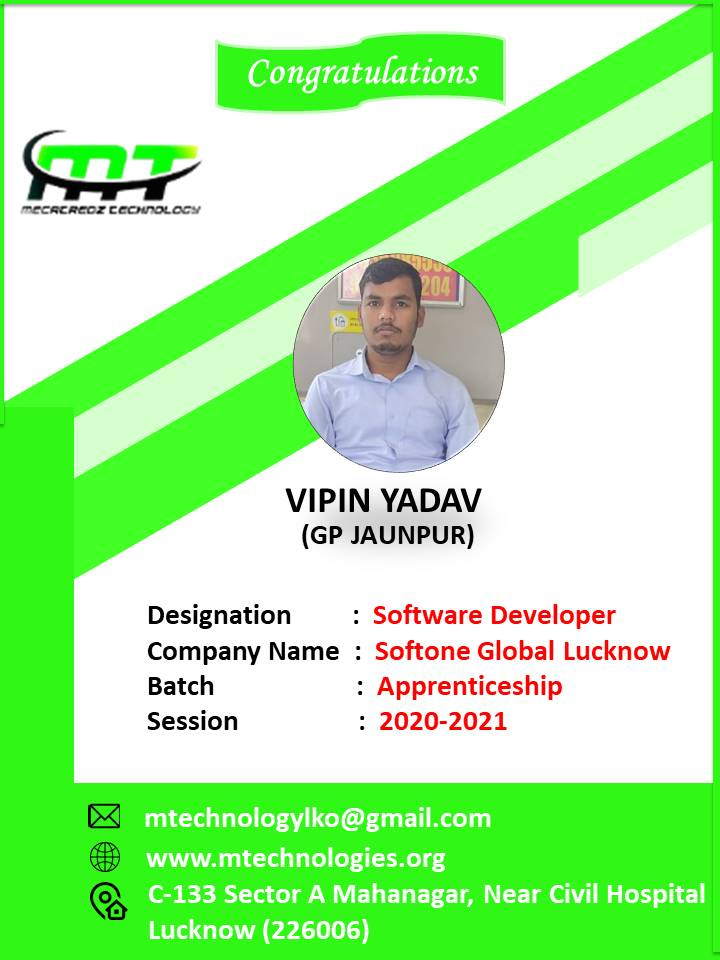 Congratulations
MT
MECATREDZ TECHNOLOGY
204
VIPIN YADAV
(GP JAUNPUR)
Designation : Software Developer
Company Name : Softone Global Lucknow
Batch : Apprenticeship
Session : 2020-2021
mtechnologylko@gmail.com
www.mtechnologies.org
C-133 Sector A Mahanagar, Near Civil Hospital
Lucknow (226006)